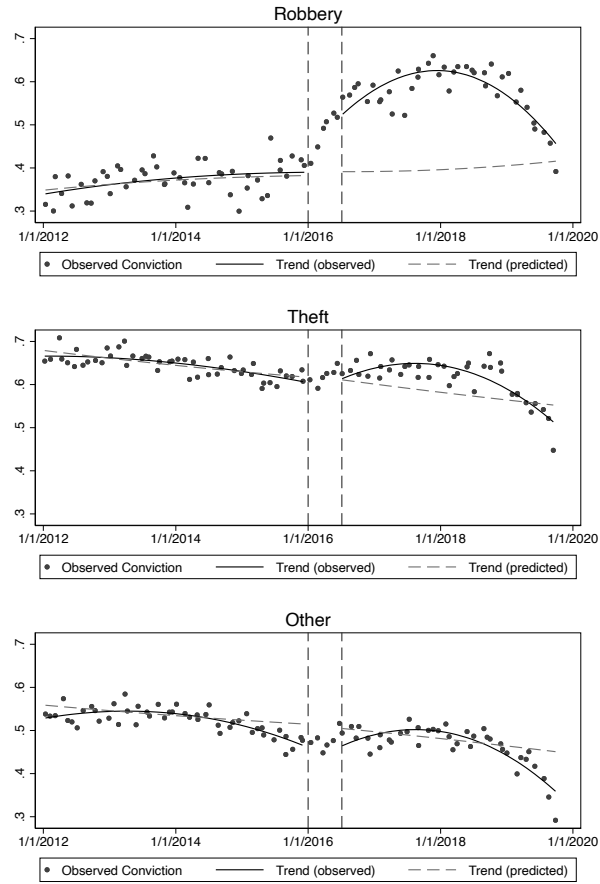 Robbery
.7
.6
.5
.4
.3
1/1/2012 1/1/2014 1/1/2016 1/1/2018 1/1/2020
Observed Conviction Trend (observed) Trend (predicted)
Theft
.7
.6
.5
.4
.3
1/1/2012 1/1/2014 1/1/2016 1/1/2018 1/1/2020
Observed Conviction Trend (observed) Trend (predicted)
Other
.7
.6
.5
.4
.3
1/1/2012 1/1/2014 1/1/2016 1/1/2018 1/1/2020
Observed Conviction Trend (observed) Trend (predicted)